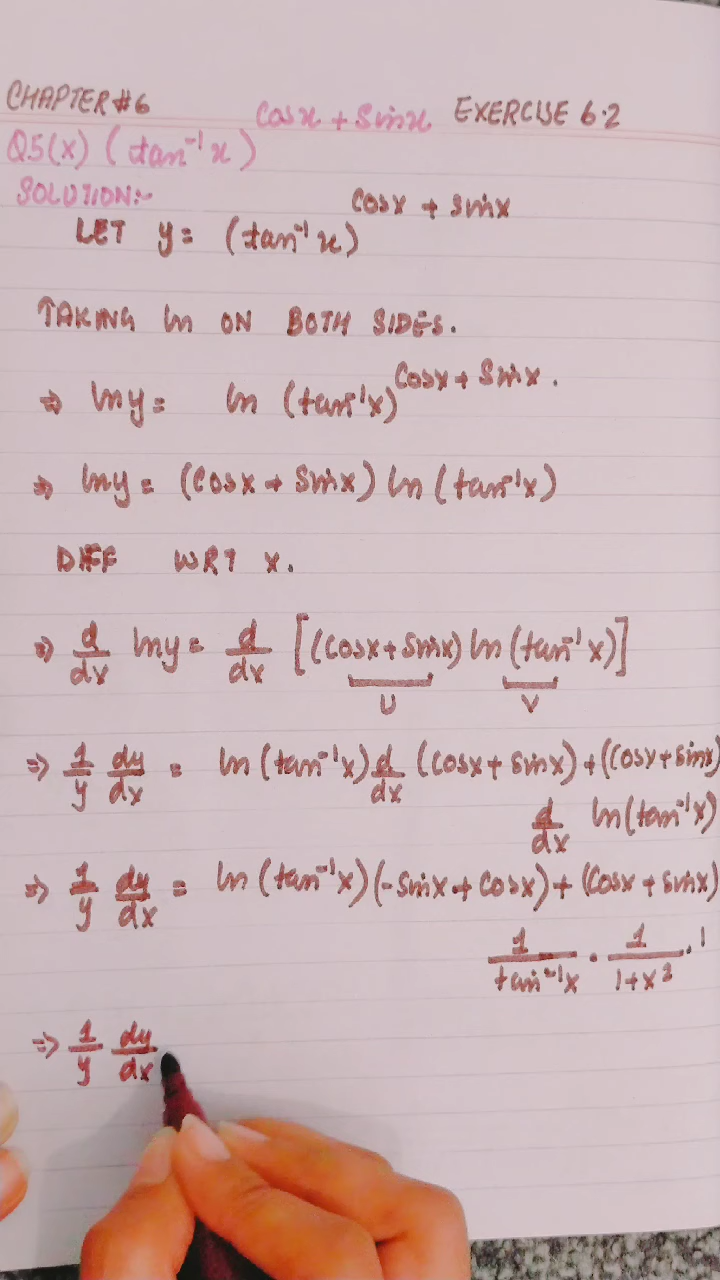 CHAPTER#6 Cosx + Sinx EXERCISE 6.2
Q5(x) (tan⁻¹x)
SOLUTION:-
cosx + sinx
LET y = (tan⁻¹x)
TAKING ln ON BOTH SIDES.
⇒ lny = ln (tan⁻¹x)^Cosx + Sinx .
⇒ lny = (Cosx + Sinx) ln (tan⁻¹x)
DIFF WRT X.
⇒ d/dx lny = d/dx [(Cosx + Sinx) ln (tan⁻¹x)]
U V
⇒ 1/y dy/dx = ln (tan⁻¹x) d/dx (Cosx + Sinx) + (Cosx + Sinx)
d/dx ln(tan⁻¹x)
⇒ 1/y dy/dx = ln (tan⁻¹x) (-Sinx + Cosx) + (Cosx + Sinx)
1/tan⁻¹x . 1/1+x² . 1
⇒ 1/y dy/dx